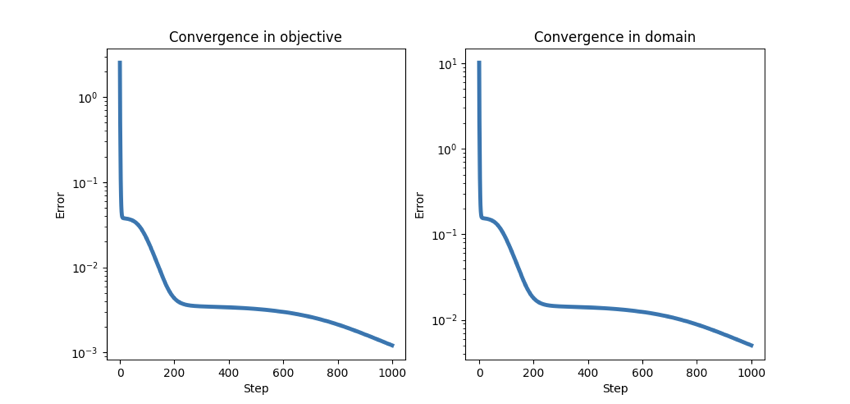 Convergence in objective
Error
10⁰
10⁻¹
10⁻²
10⁻³
0 200 400 600 800 1000
Step
Convergence in domain
Error
10¹
10⁰
10⁻¹
10⁻²
0 200 400 600 800 1000
Step